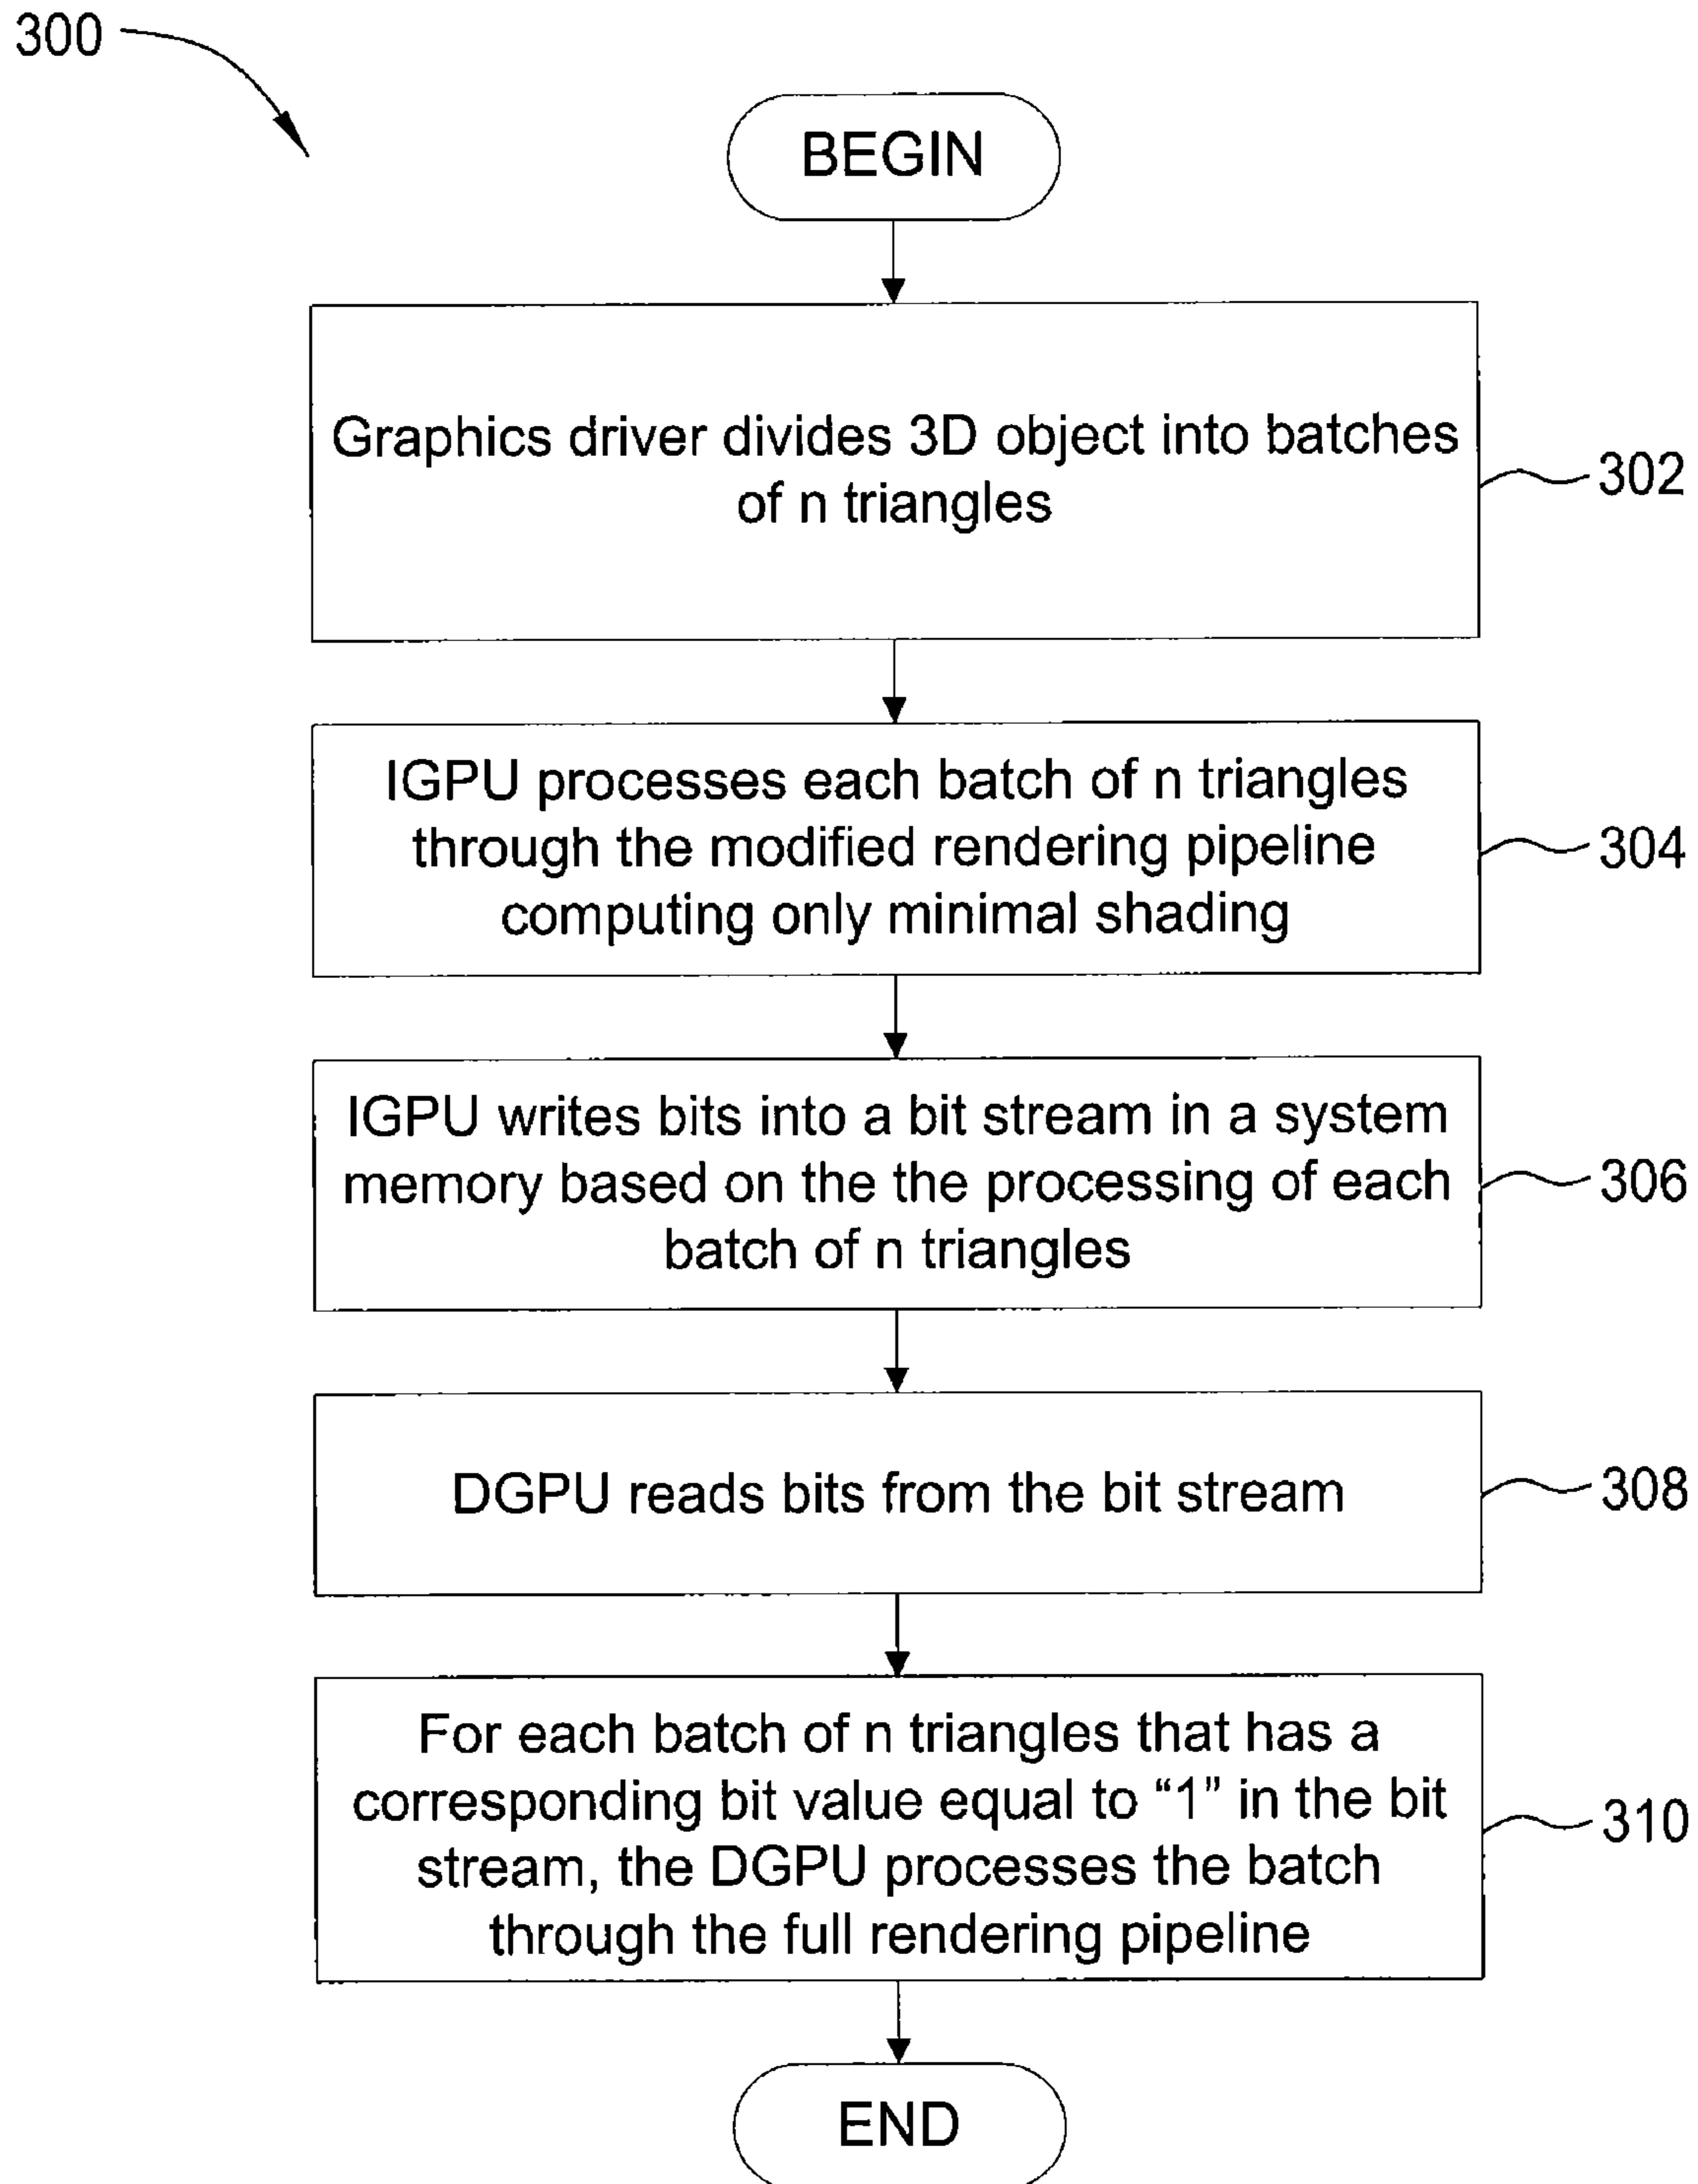 300
BEGIN
Graphics driver divides 3D object into batches
of n triangles
302
IGPU processes each batch of n triangles
through the modified rendering pipeline
computing only minimal shading
304
IGPU writes bits into a bit stream in a system
memory based on the the processing of each
batch of n triangles
306
DGPU reads bits from the bit stream
308
For each batch of n triangles that has a
corresponding bit value equal to “1” in the bit
stream, the DGPU processes the batch
through the full rendering pipeline
310
END